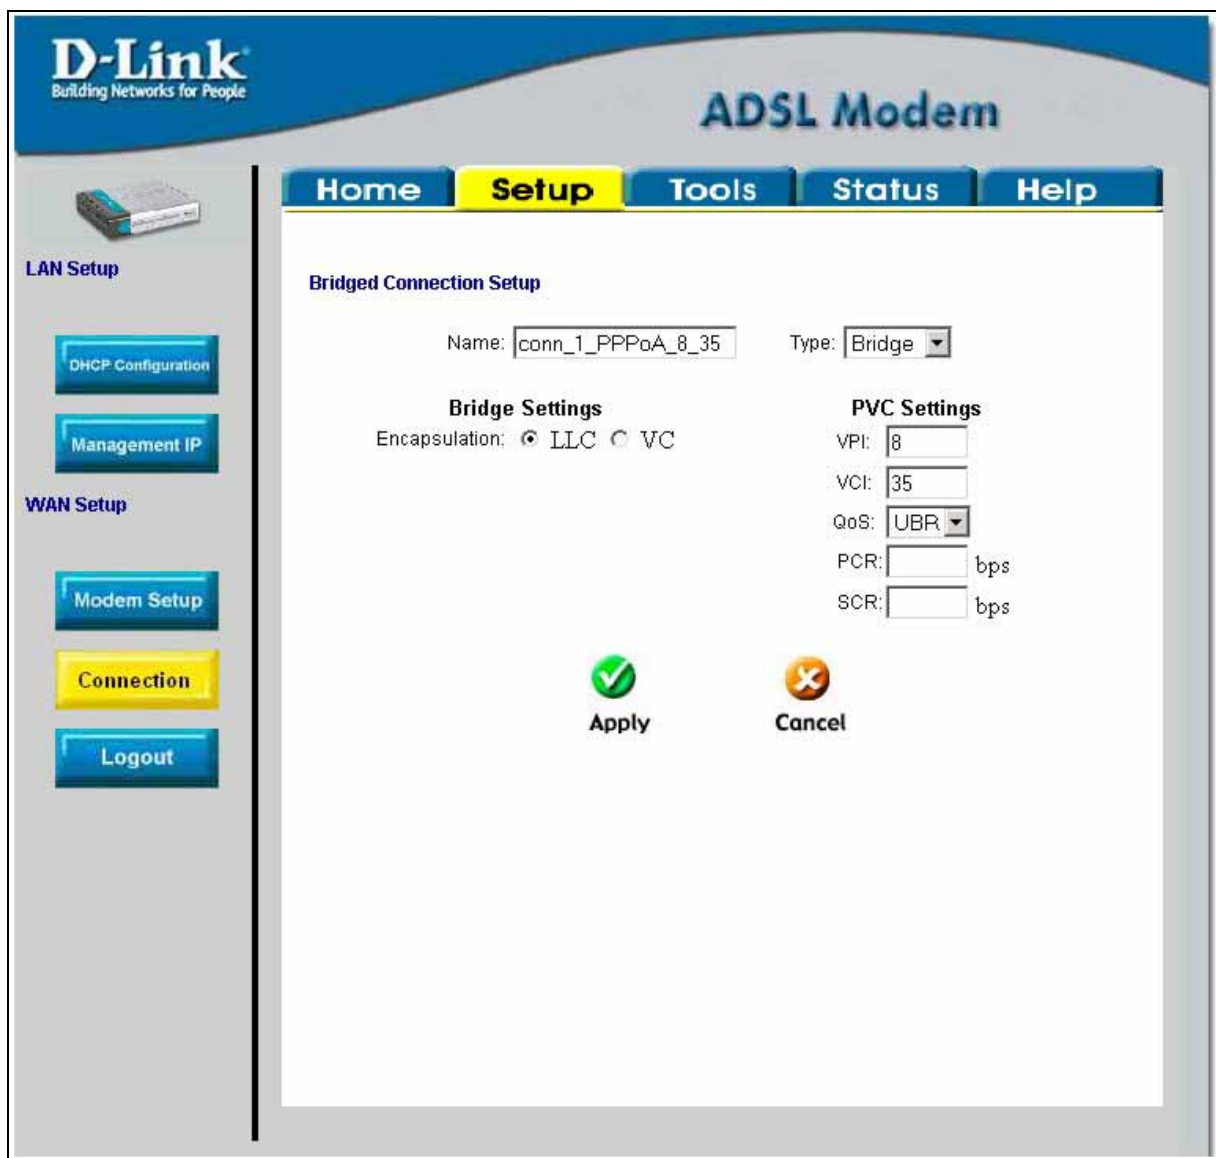 D-Link
Building Networks for People
ADSL Modem
Home Setup Tools Status Help
LAN Setup
DHCP Configuration
Management IP
WAN Setup
Modem Setup
Connection
Logout
Bridged Connection Setup
Name: conn_1_PPPoA_8_35 Type: Bridge
Bridge Settings
Encapsulation: LLC VC
PVC Settings
VPI: 8
VCI: 35
QoS: UBR
PCR: bps
SCR: bps
Apply Cancel